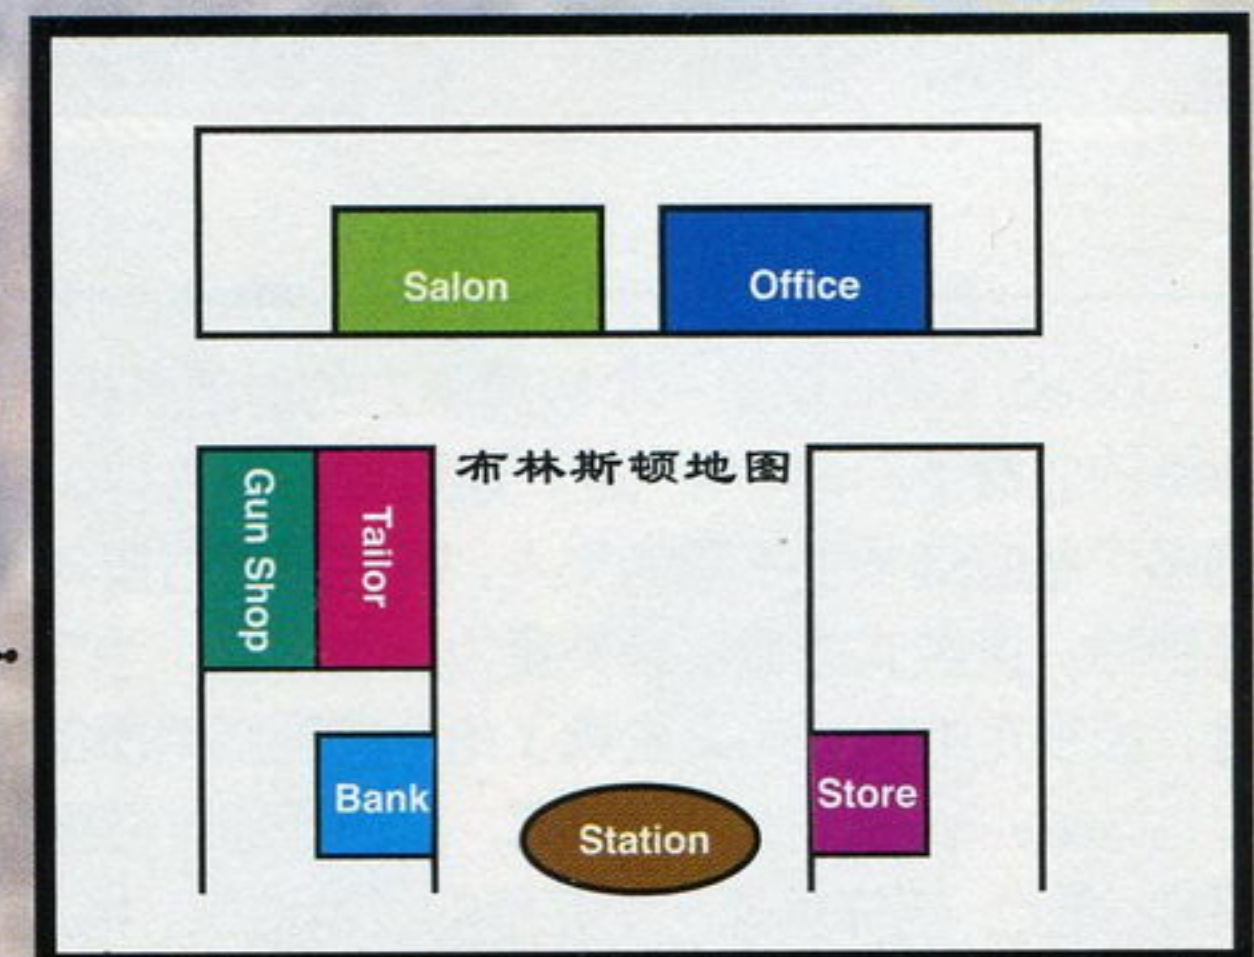 Salon
Office
布林斯顿地图
Gun Shop
Tailor
Bank
Store
Station